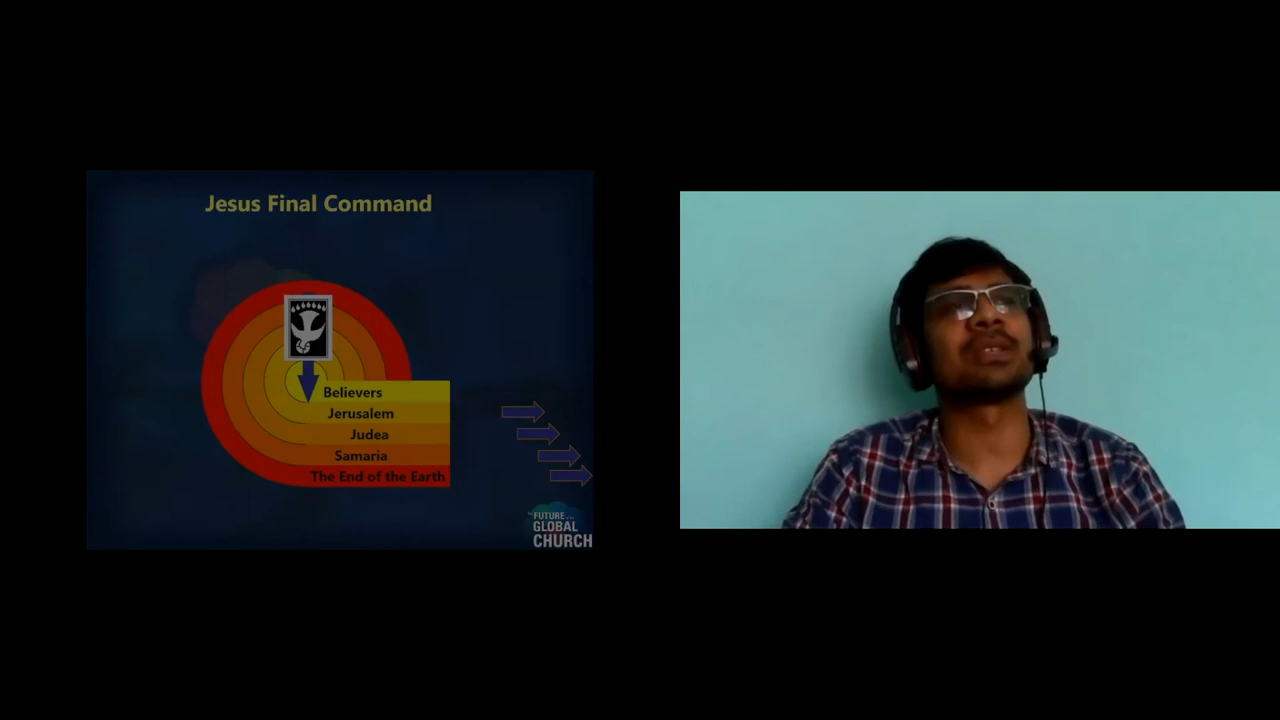 Jesus Final Command
Believers
Jerusalem
Judea
Samaria
The End of the Earth
FUTURE
GLOBAL
CHURCH